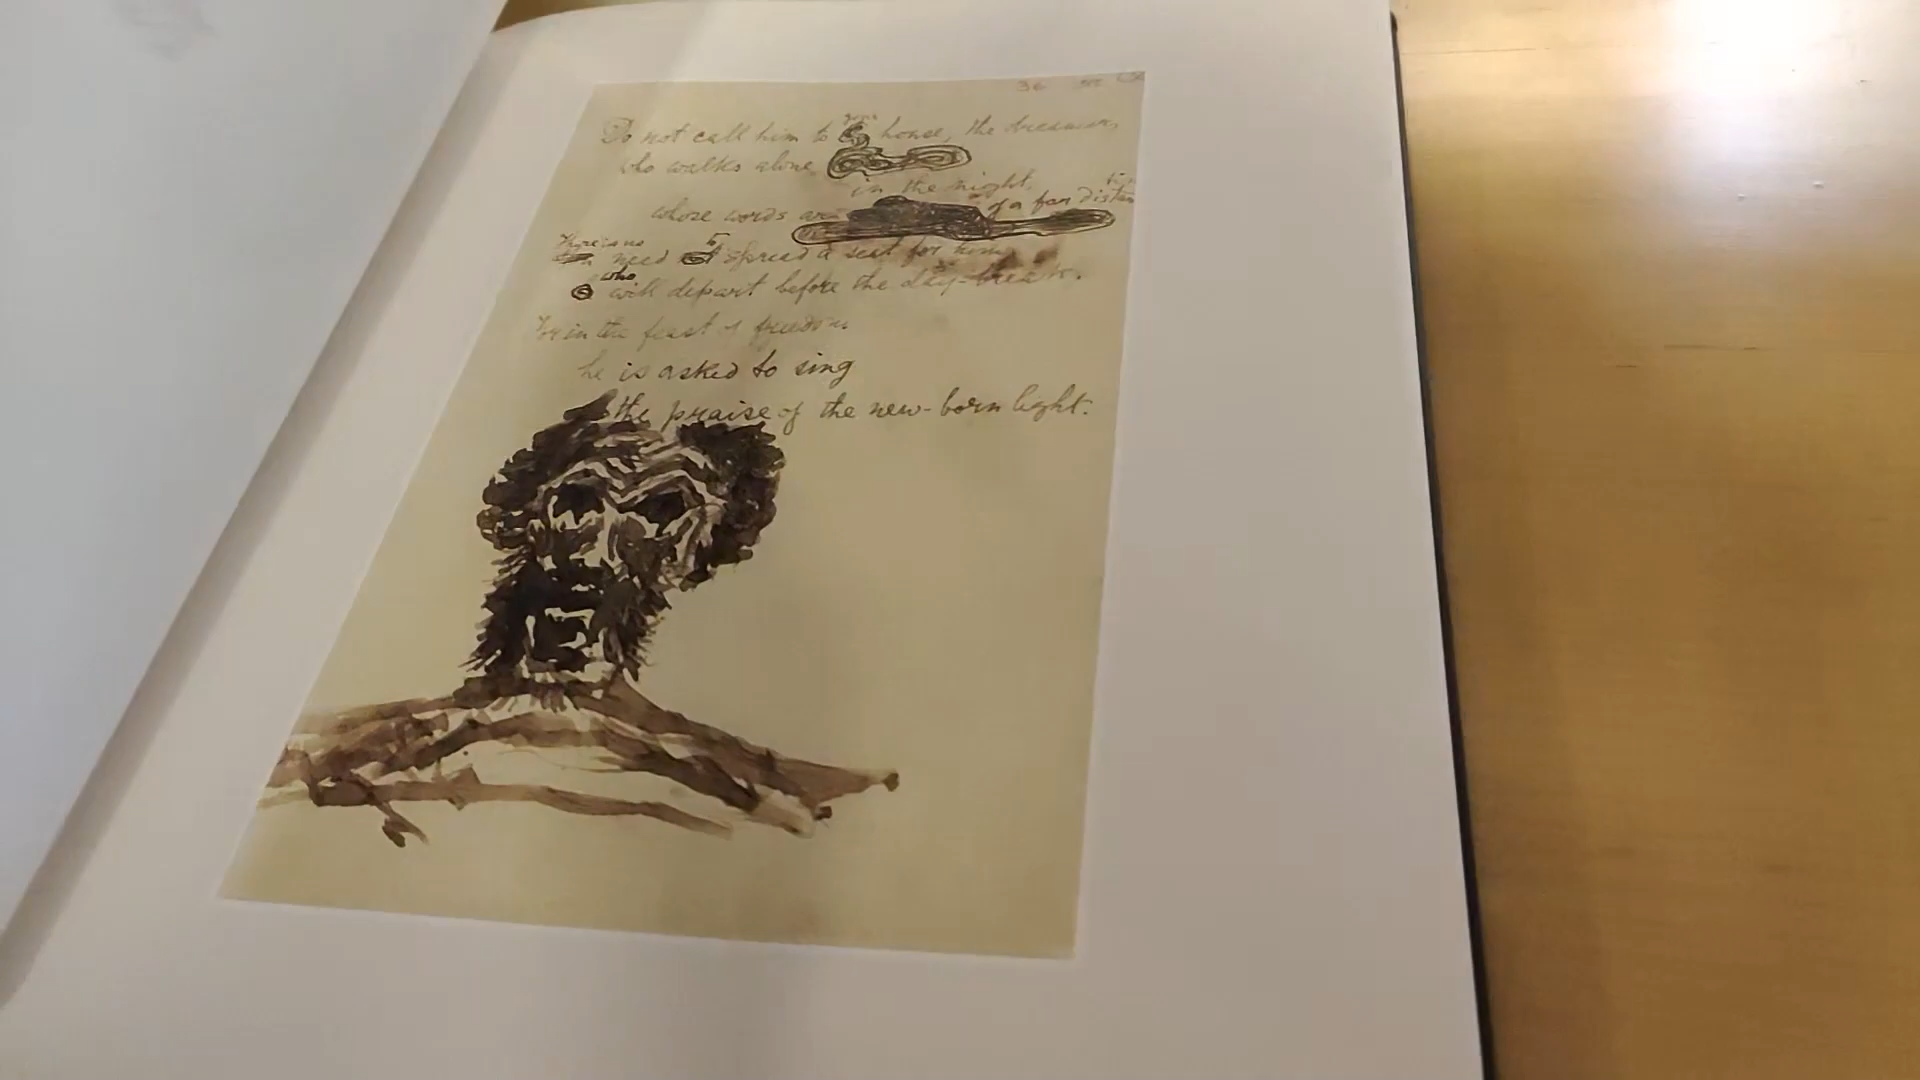 36
your
Do not call him to house, the dreamer,
who walks alone
in the night,
whose words are of a far distan
There is no
need to spread a seat for him
who
will depart before the day-break.
For in the feast of freedom
he is asked to sing
the praise of the new-born light.